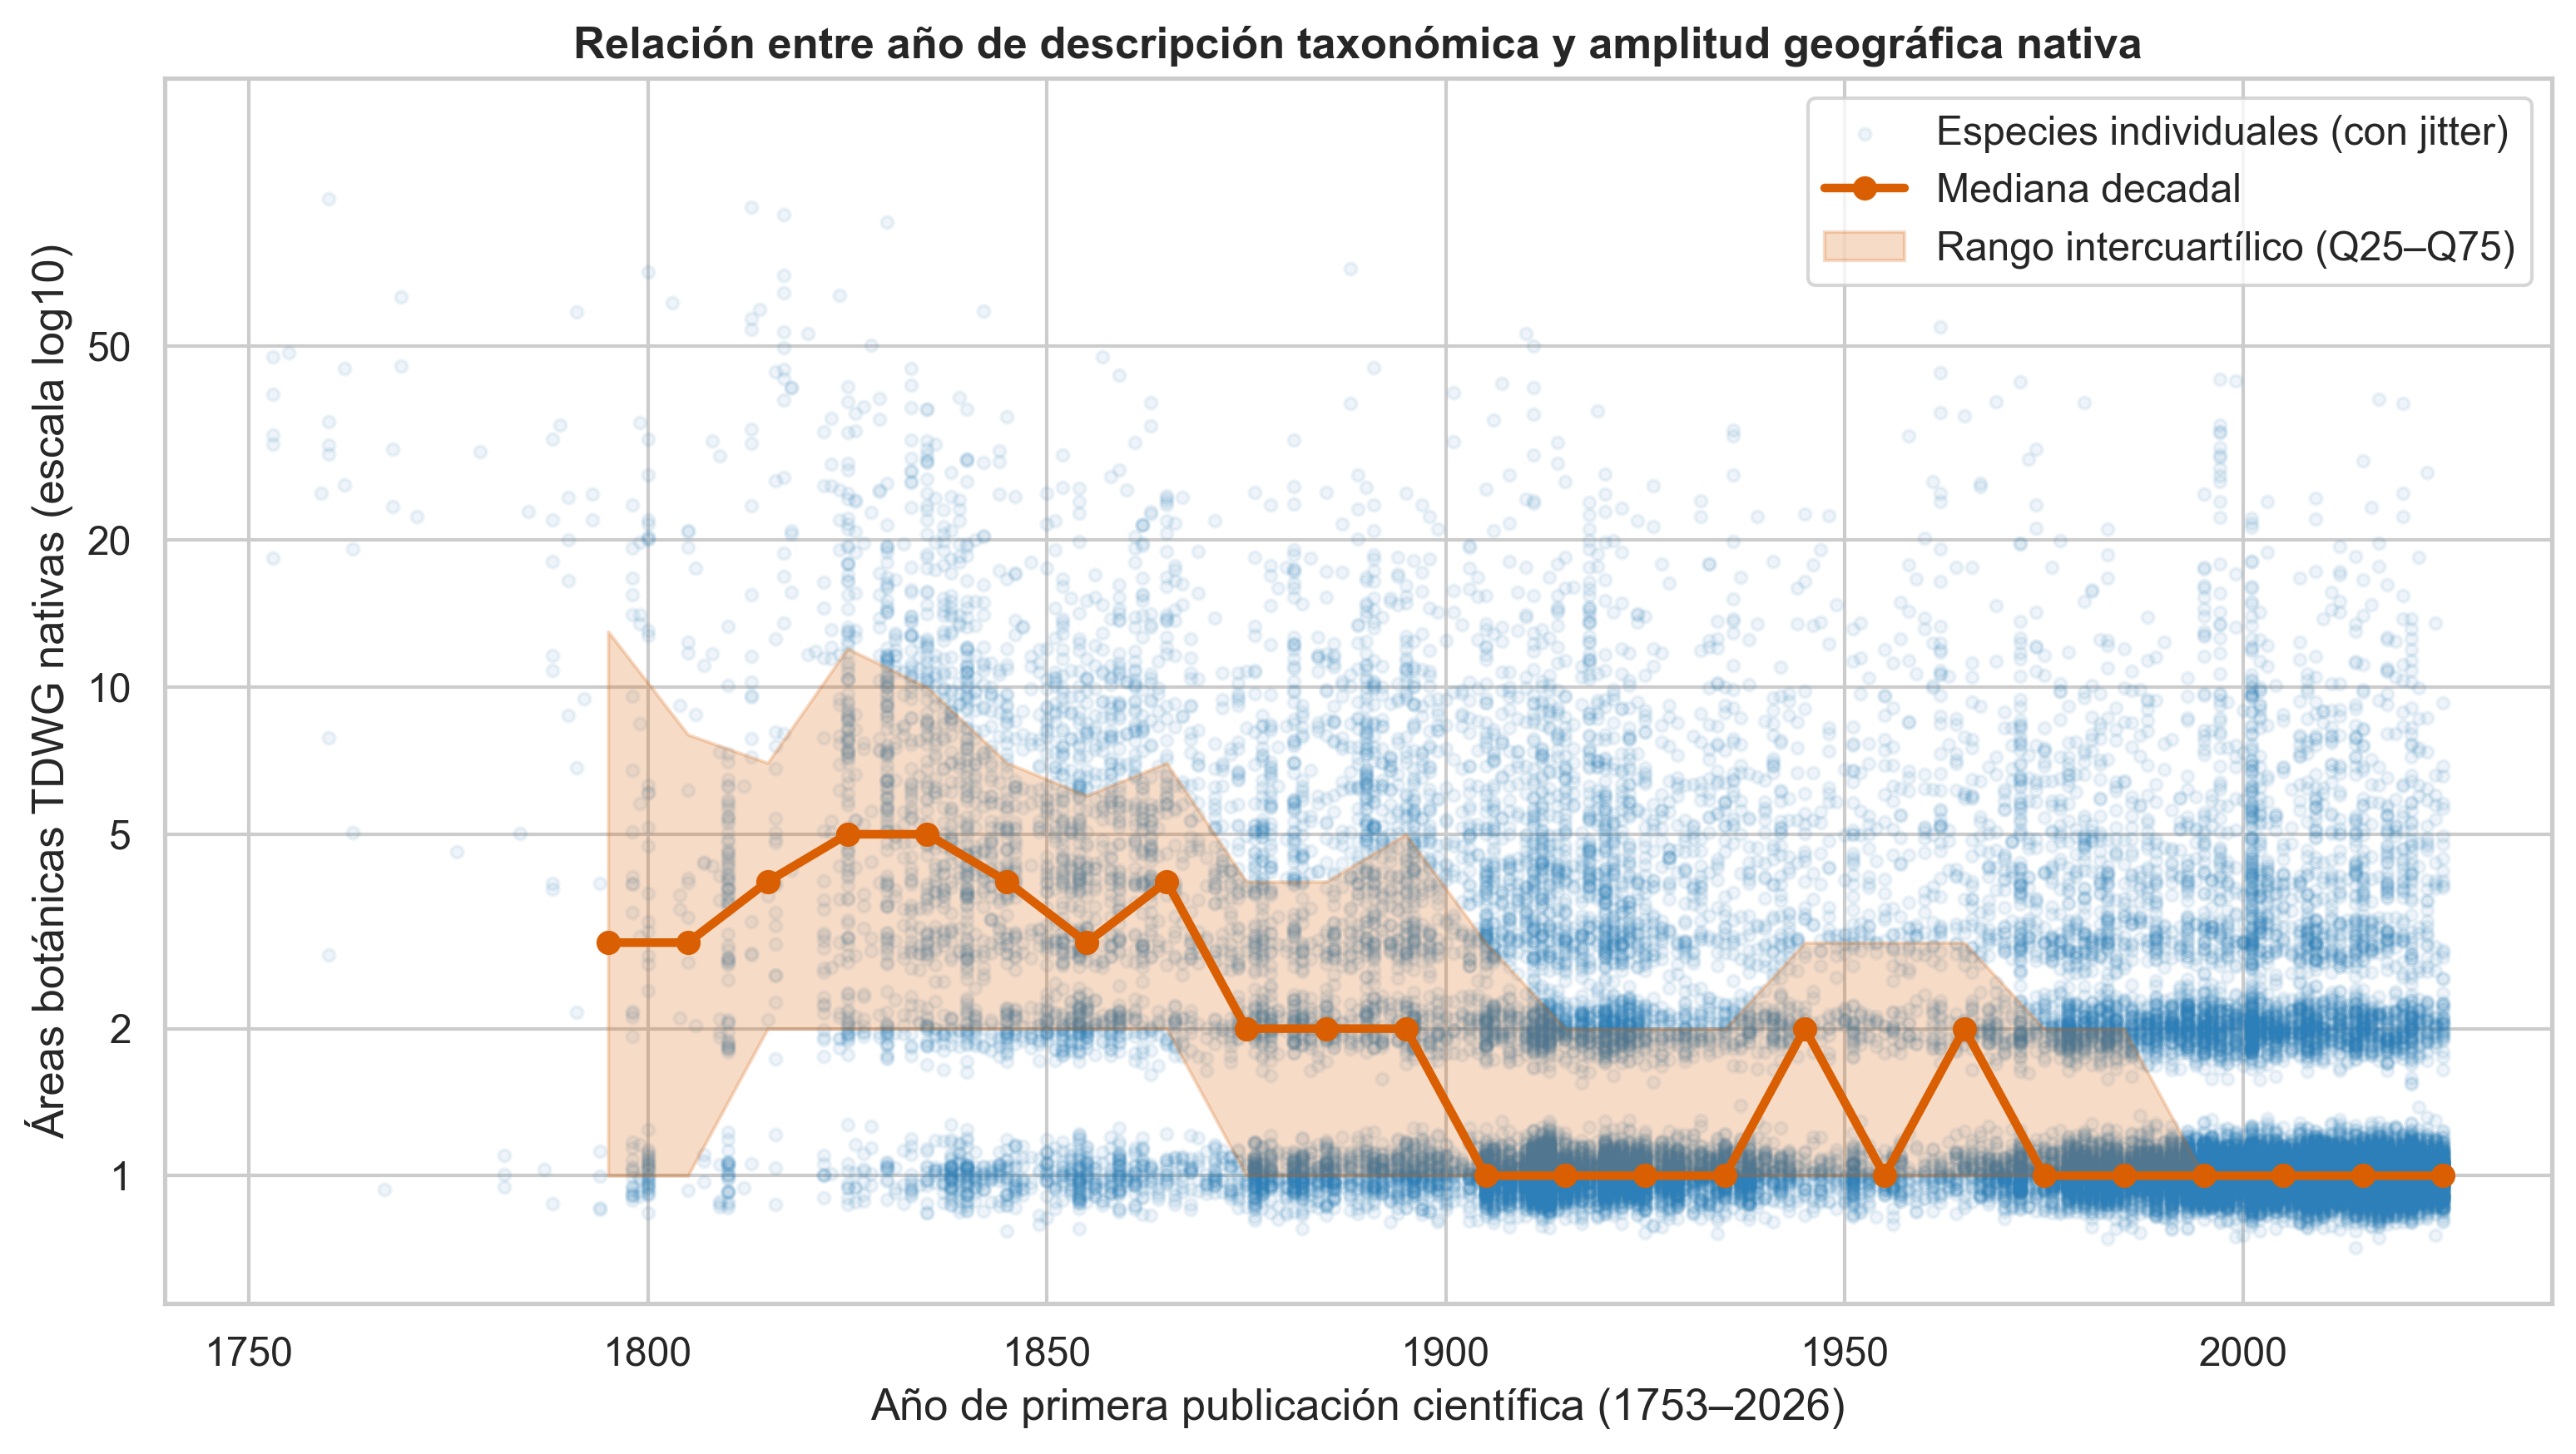 Relación entre año de descripción taxonómica y amplitud geográfica nativa
Especies individuales (con jitter)
Mediana decadal
Rango intercuartílico (Q25–Q75)
Áreas botánicas TDWG nativas (escala log10)
50
20
10
5
2
1
1750
1800
1850
1900
1950
2000
Año de primera publicación científica (1753–2026)